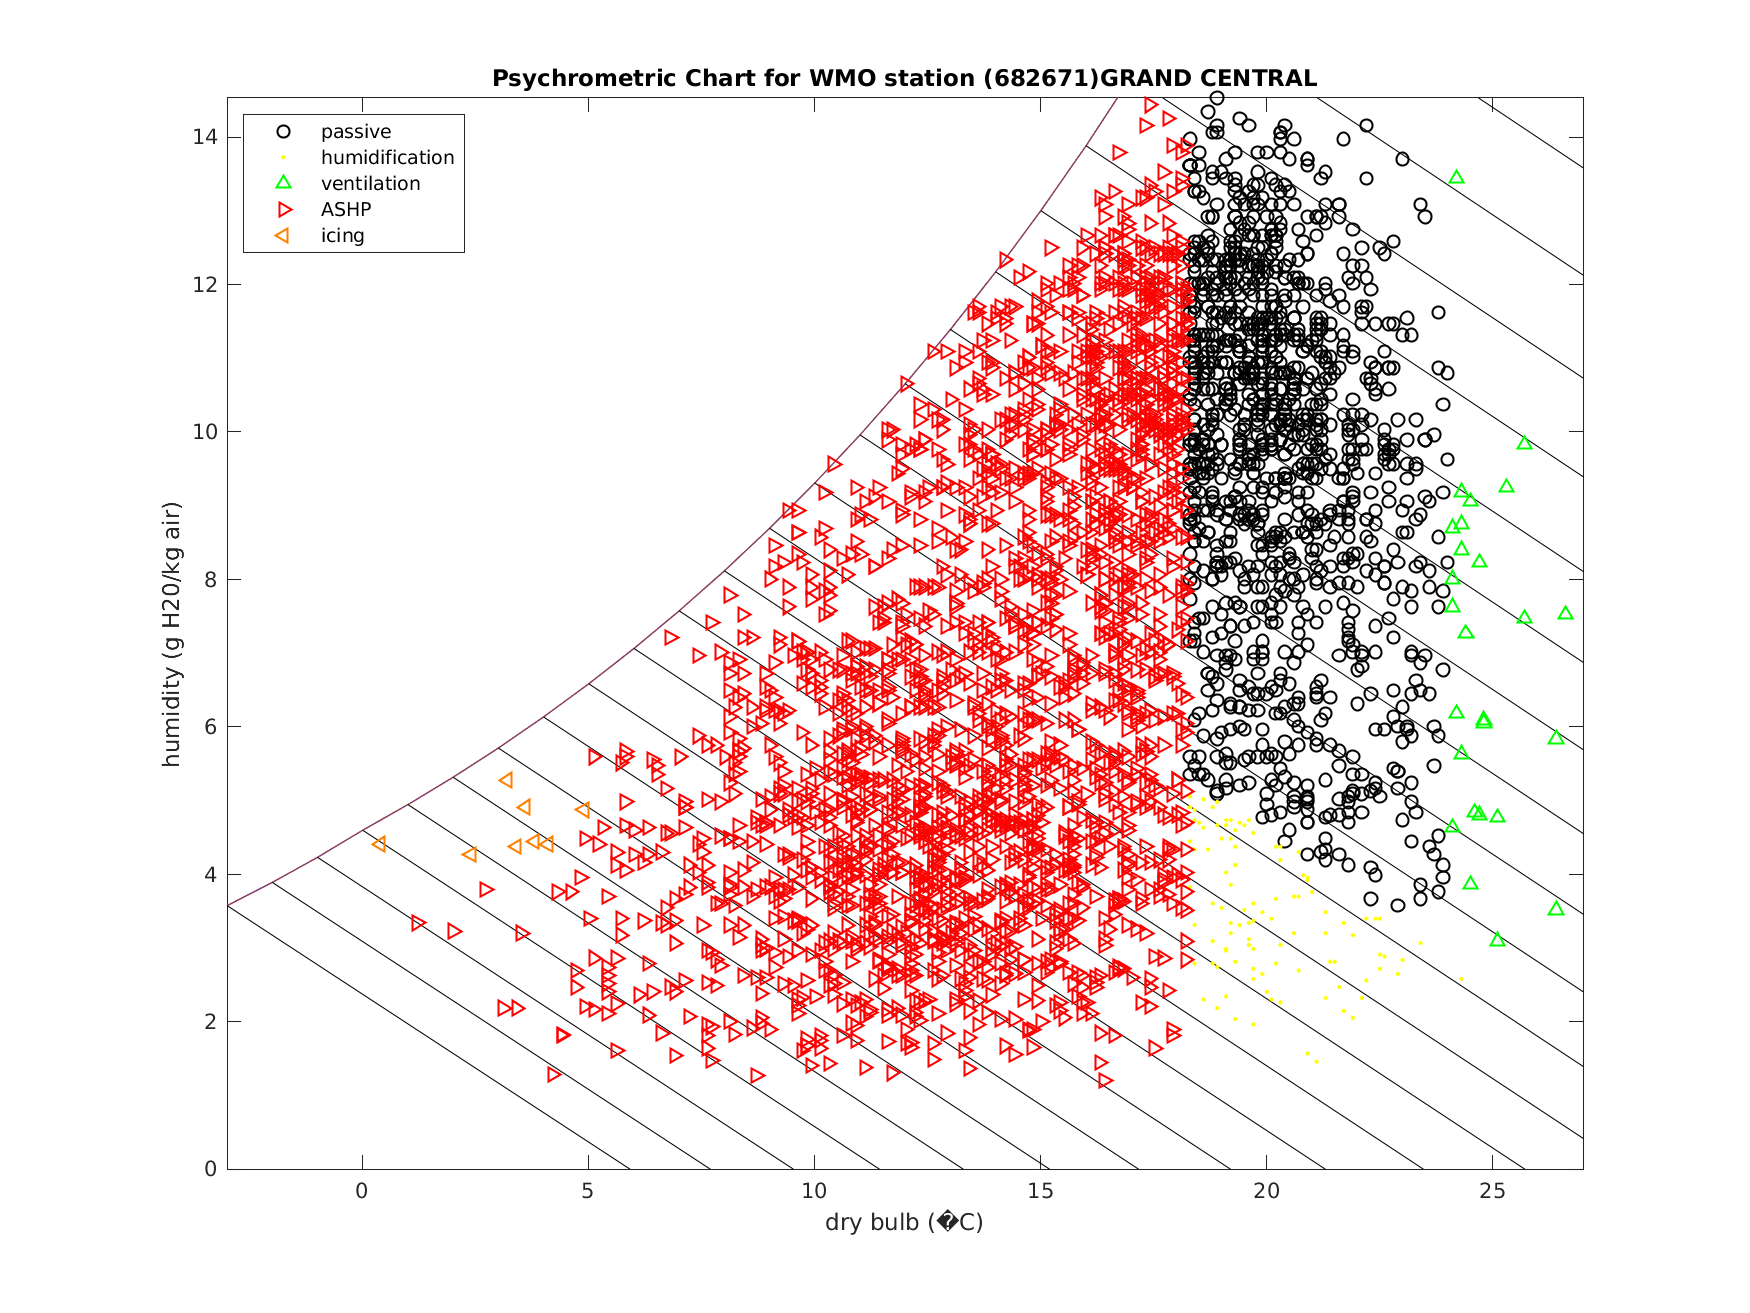 Psychrometric Chart for WMO station (682671)GRAND CENTRAL
passive
humidification
ventilation
ASHP
icing
humidity (g H20/kg air)
14
12
10
8
6
4
2
0
0 5 10 15 20 25
dry bulb (�C)